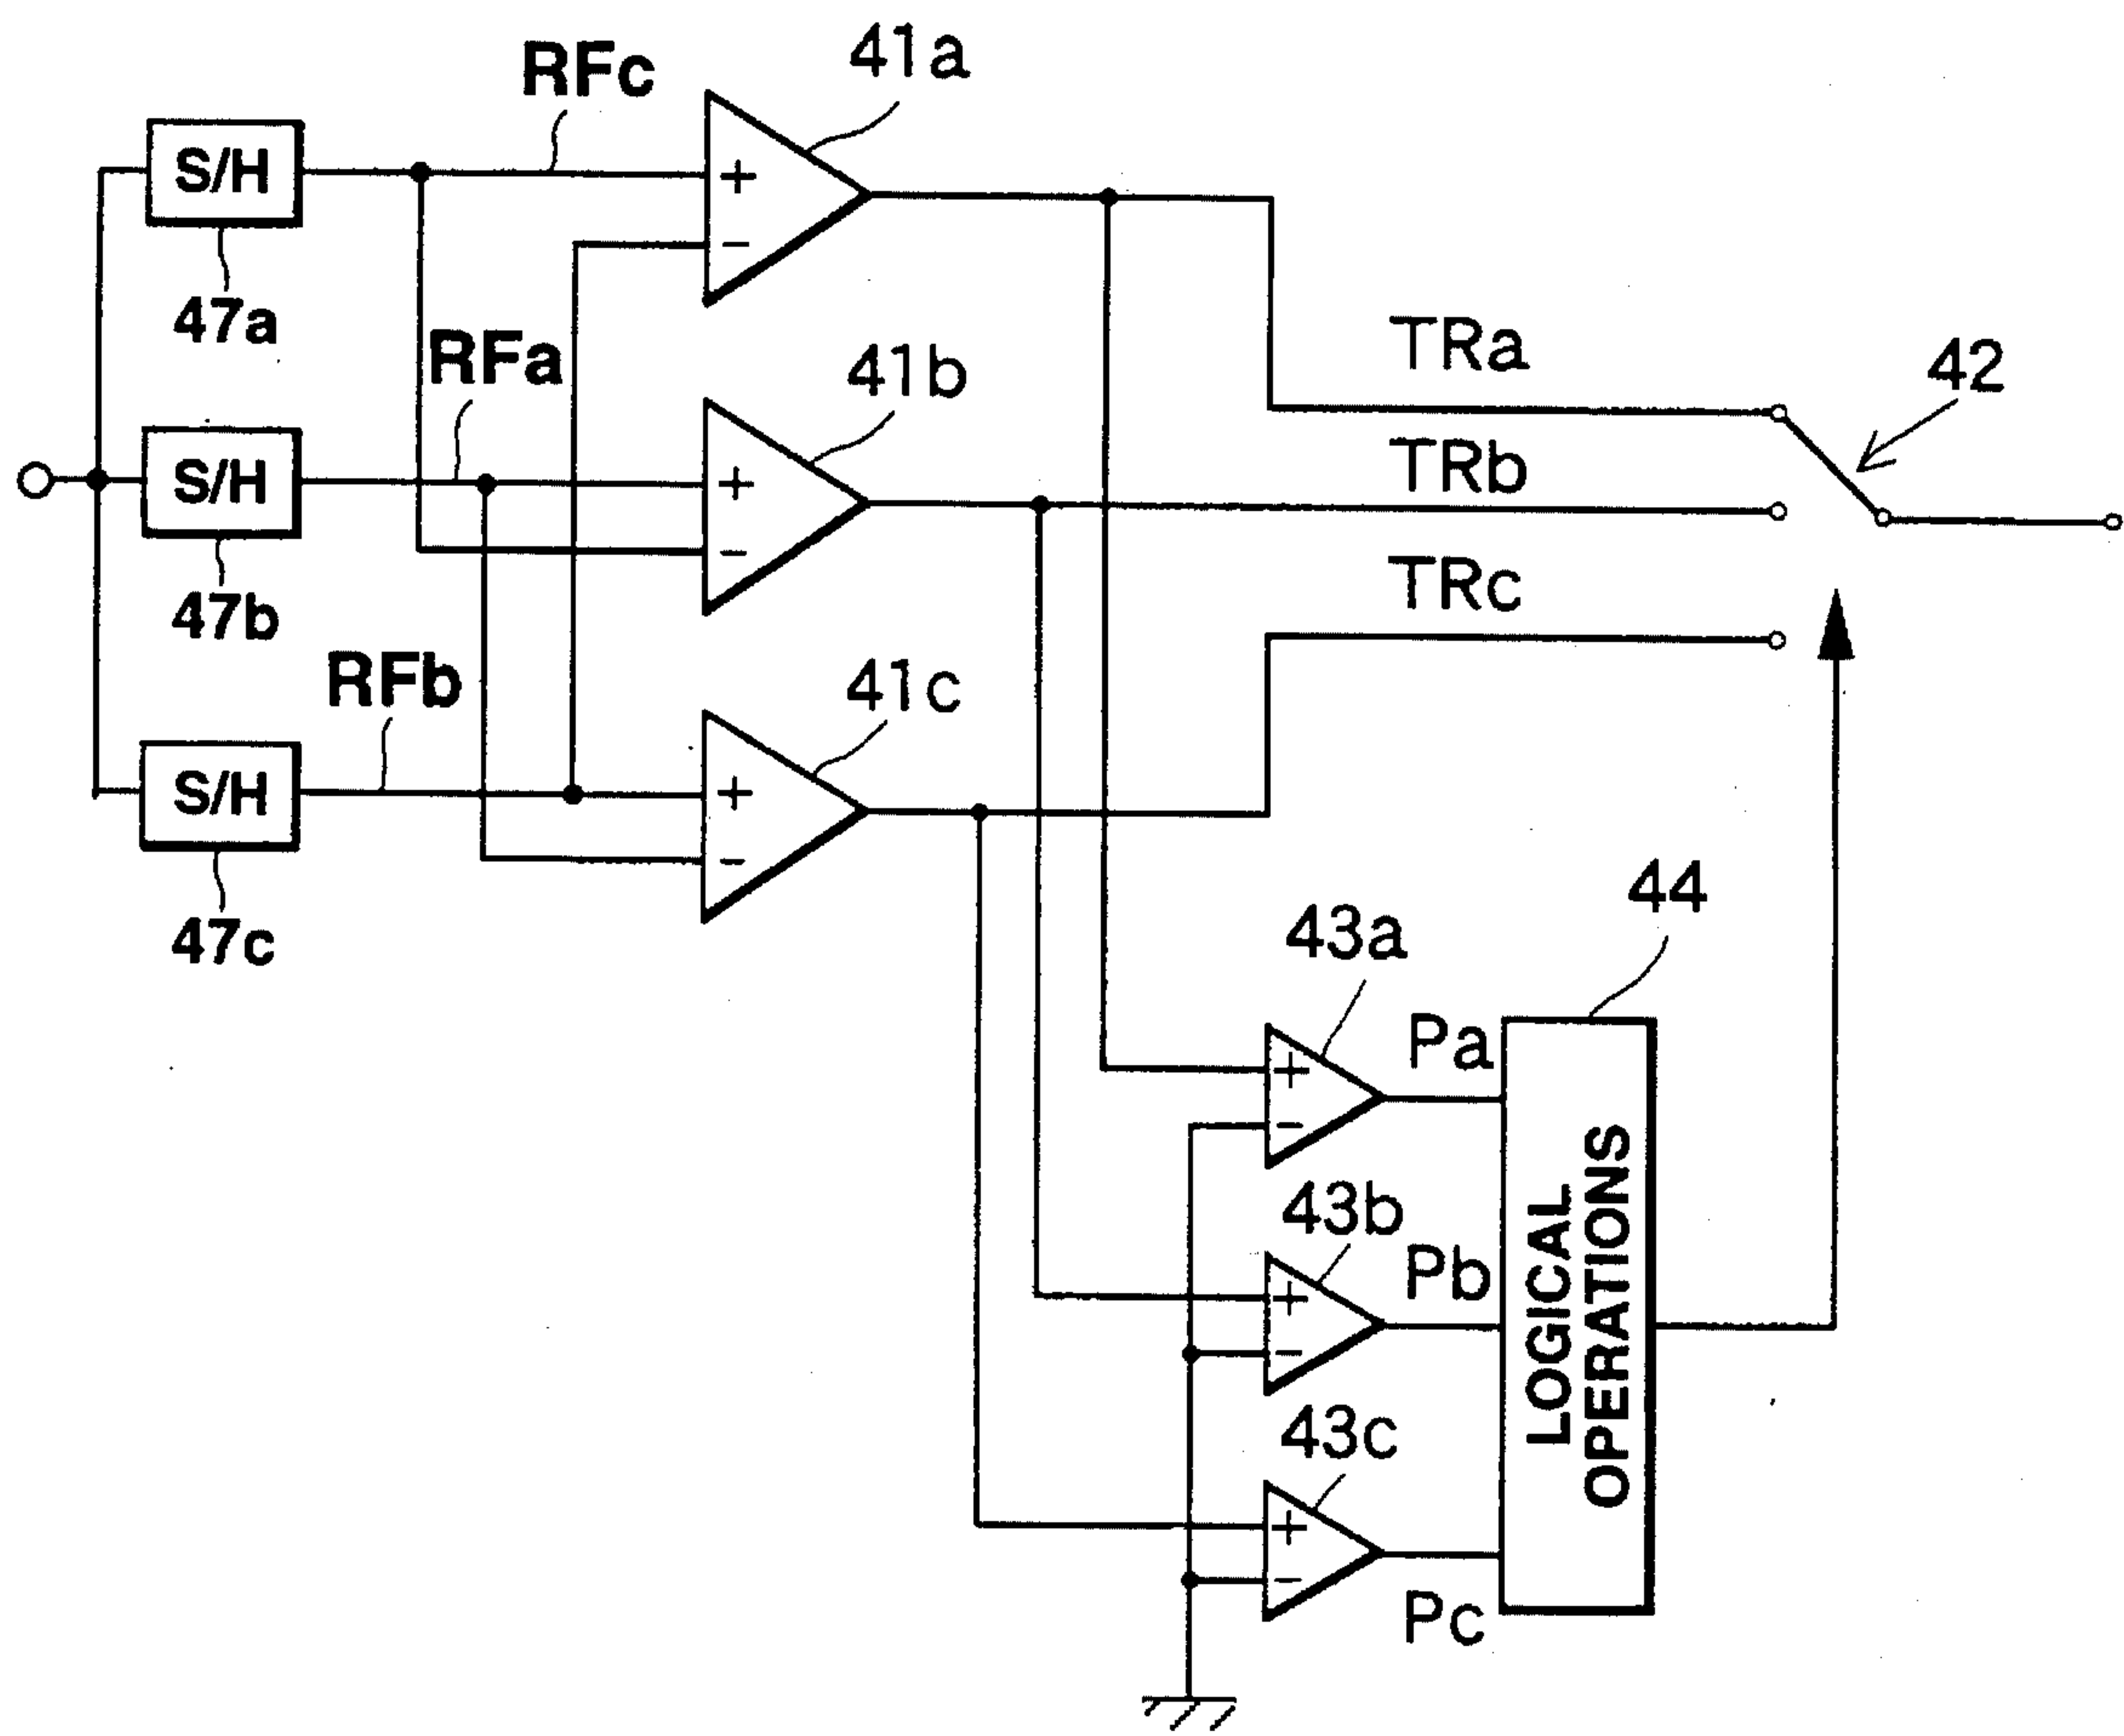 RFc
41a
S/H
+
−
47a
RFa
41b
TRa
42
S/H
+
−
TRb
47b
RFb
41c
TRc
S/H
+
−
47c
43a
44
Pa
+
−
43b
Pb
+
−
43c
+
−
Pc
LOGICAL
OPERATIONS